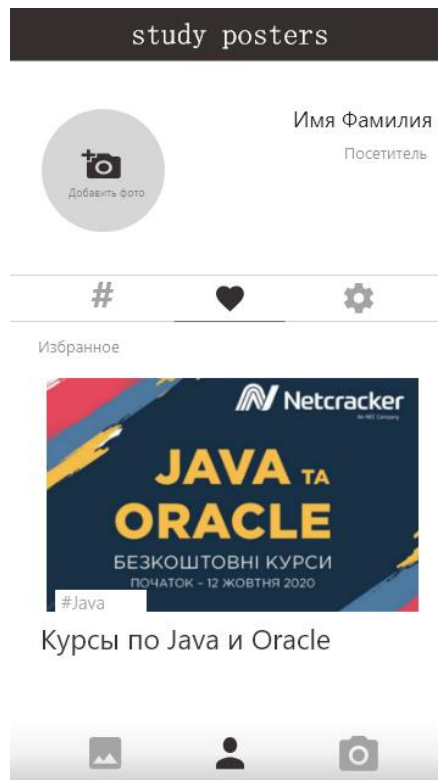 study posters
Имя Фамилия
Посетитель
Добавить фото
#
Избранное
Netcracker
An NEC Company
JAVA ТА
ORACLE
БЕЗКОШТОВНІ КУРСИ
ПОЧАТОК – 12 ЖОВТНЯ 2020
#Java
Курсы по Java и Oracle